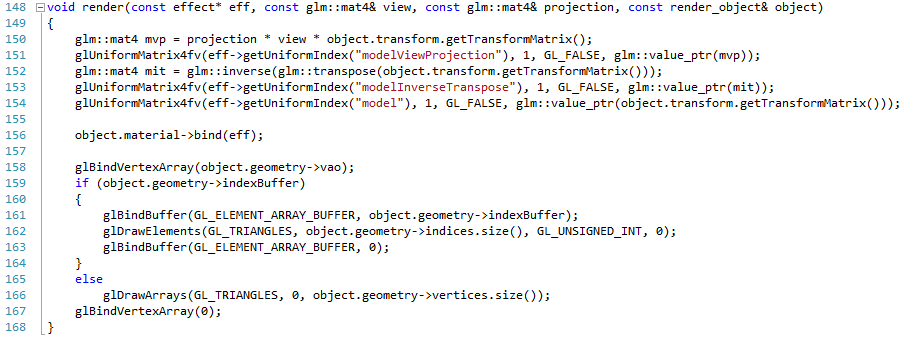 148 void render(const effect* eff, const glm::mat4& view, const glm::mat4& projection, const render_object& object)
149 {
150     glm::mat4 mvp = projection * view * object.transform.getTransformMatrix();
151     glUniformMatrix4fv(eff->getUniformIndex("modelViewProjection"), 1, GL_FALSE, glm::value_ptr(mvp));
152     glm::mat4 mit = glm::inverse(glm::transpose(object.transform.getTransformMatrix()));
153     glUniformMatrix4fv(eff->getUniformIndex("modelInverseTranspose"), 1, GL_FALSE, glm::value_ptr(mit));
154     glUniformMatrix4fv(eff->getUniformIndex("model"), 1, GL_FALSE, glm::value_ptr(object.transform.getTransformMatrix()));
155
156     object.material->bind(eff);
157
158     glBindVertexArray(object.geometry->vao);
159     if (object.geometry->indexBuffer)
160     {
161         glBindBuffer(GL_ELEMENT_ARRAY_BUFFER, object.geometry->indexBuffer);
162         glDrawElements(GL_TRIANGLES, object.geometry->indices.size(), GL_UNSIGNED_INT, 0);
163         glBindBuffer(GL_ELEMENT_ARRAY_BUFFER, 0);
164     }
165     else
166         glDrawArrays(GL_TRIANGLES, 0, object.geometry->vertices.size());
167     glBindVertexArray(0);
168 }